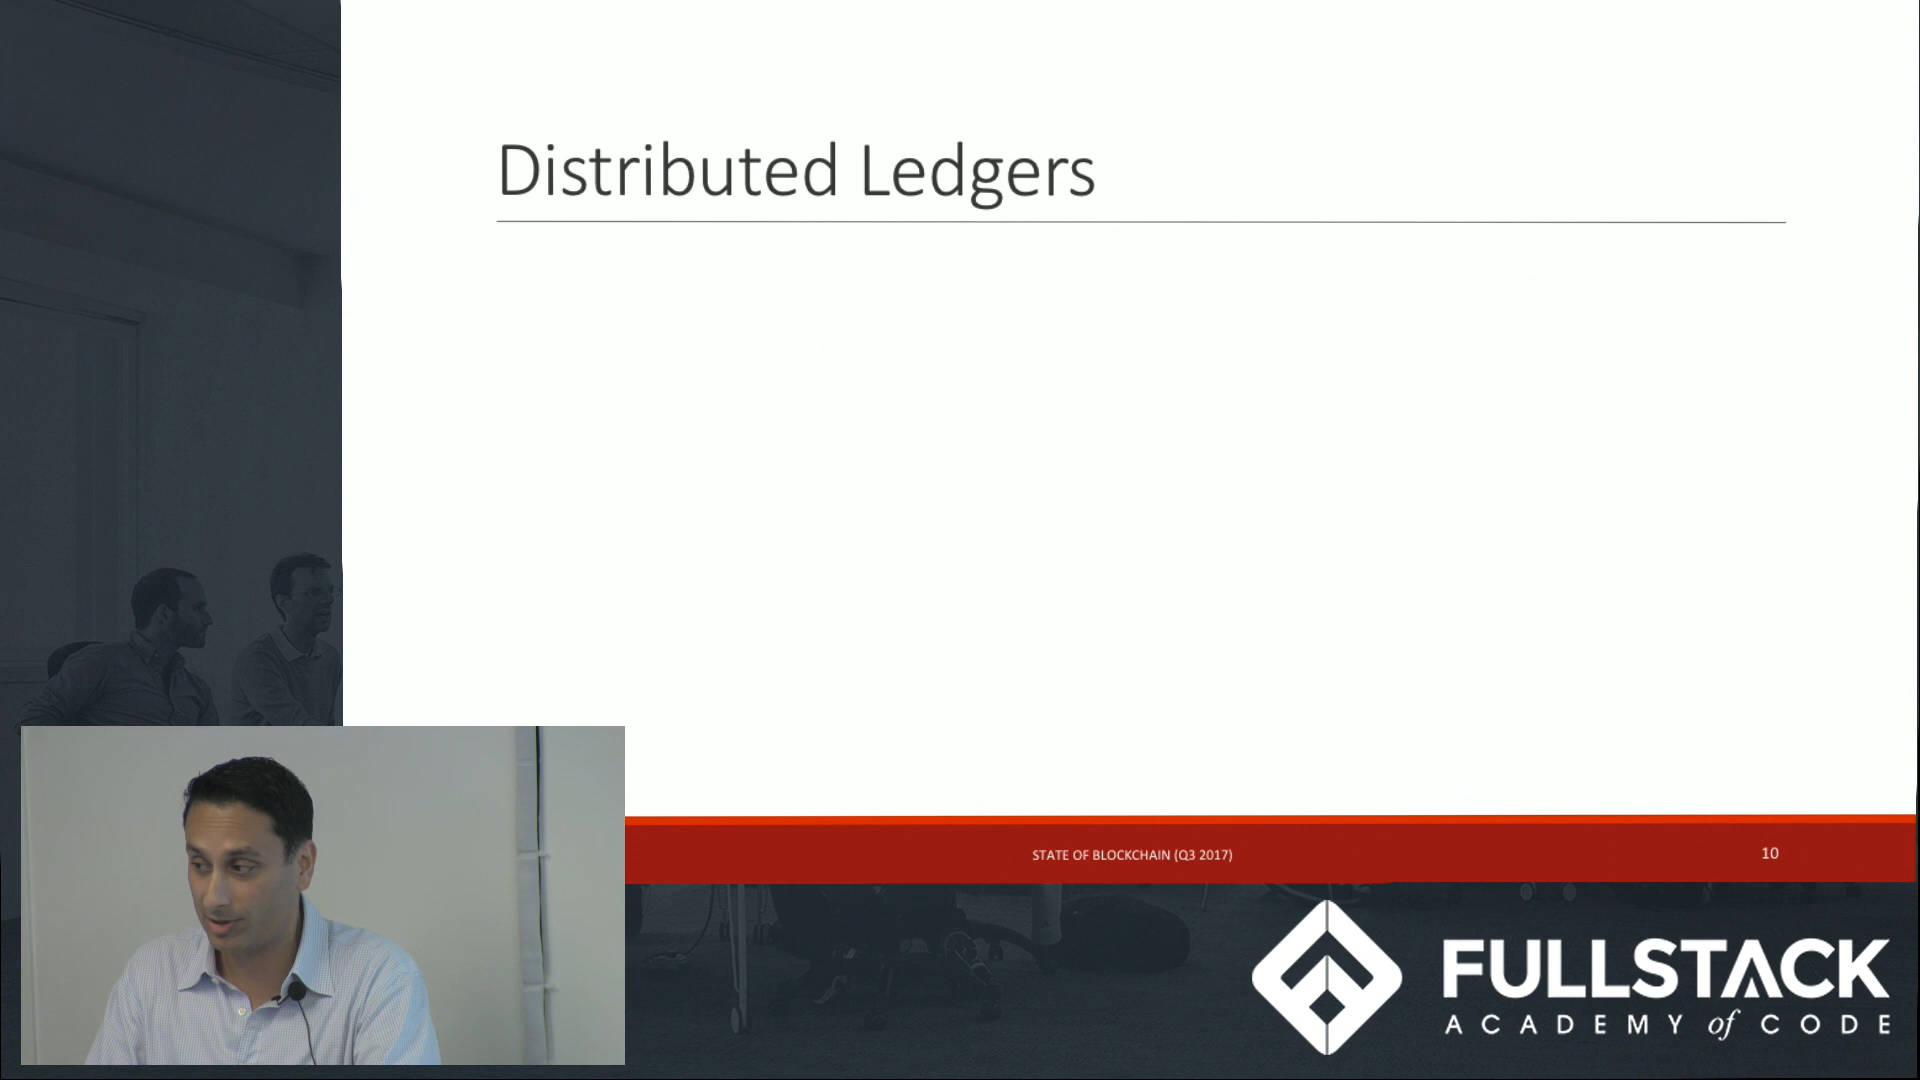 Distributed Ledgers
STATE OF BLOCKCHAIN (Q3 2017)
10
FULLSTACK
ACADEMY of CODE